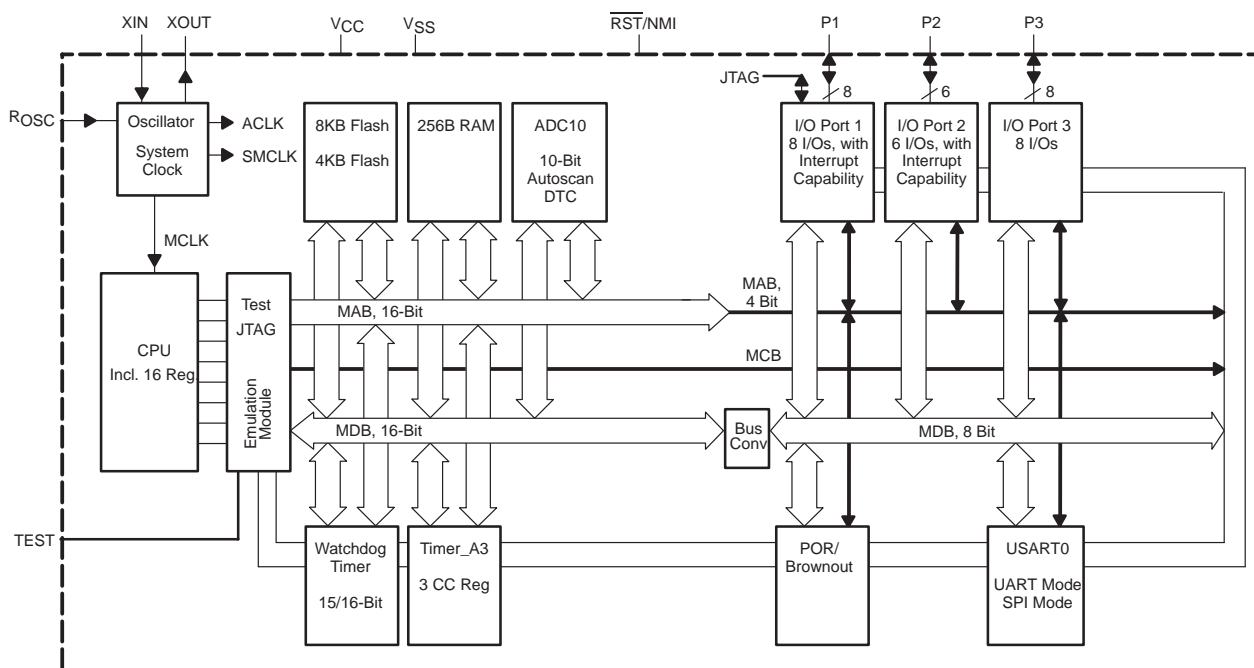 XIN
XOUT
VCC
VSS
RST/NMI
P1
P2
P3
JTAG
8
6
8
ROSC
Oscillator
System
Clock
ACLK
SMCLK
8KB Flash
4KB Flash
256B RAM
ADC10
10-Bit
Autoscan
DTC
I/O Port 1
8 I/Os, with
Interrupt
Capability
I/O Port 2
6 I/Os, with
Interrupt
Capability
I/O Port 3
8 I/Os
MCLK
CPU
Incl. 16 Reg.
Test
JTAG
Emulation
Module
MAB, 16-Bit
MAB,
4 Bit
MCB
MDB, 16-Bit
Bus
Conv
MDB, 8 Bit
TEST
Watchdog
Timer
15/16-Bit
Timer_A3
3 CC Reg
POR/
Brownout
USART0
UART Mode
SPI Mode